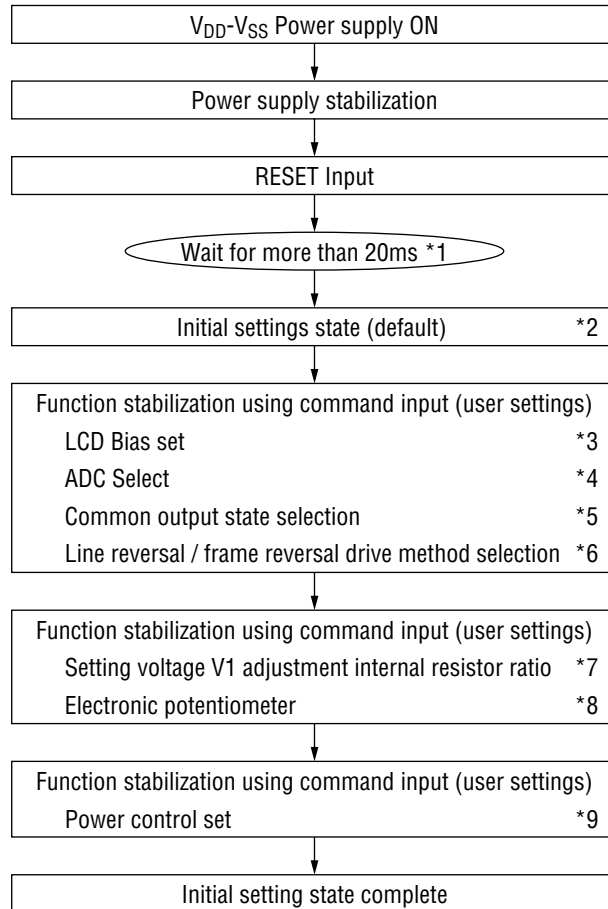 V_DD-V_SS Power supply ON
Power supply stabilization
RESET Input
Wait for more than 20ms *1
Initial settings state (default) *2
Function stabilization using command input (user settings)
LCD Bias set *3
ADC Select *4
Common output state selection *5
Line reversal / frame reversal drive method selection *6
Function stabilization using command input (user settings)
Setting voltage V1 adjustment internal resistor ratio *7
Electronic potentiometer *8
Function stabilization using command input (user settings)
Power control set *9
Initial setting state complete